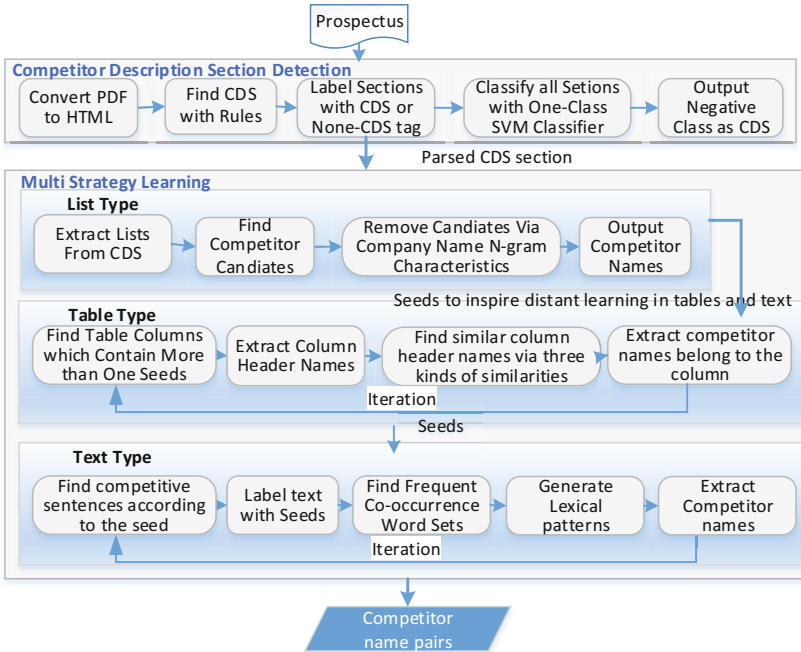 Prospectus
Competitor Description Section Detection
Convert PDF
to HTML
Find CDS
with Rules
Label Sections
with CDS or
None-CDS tag
Classify all Setions
with One-Class
SVM Classifier
Output
Negative
Class as CDS
Parsed CDS section
Multi Strategy Learning
List Type
Extract Lists
From CDS
Find
Competitor
Candiates
Remove Candiates Via
Company Name N-gram
Characteristics
Output
Competitor
Names
Seeds to inspire distant learning in tables and text
Table Type
Find Table Columns
which Contain More
than One Seeds
Extract Column
Header Names
Find similar column
header names via three
kinds of similarities
Extract competitor
names belong to the
column
Iteration
Seeds
Text Type
Find competitive
sentences according
to the seed
Label text
with Seeds
Find Frequent
Co-occurrence
Word Sets
Generate
Lexical
patterns
Extract
Competitor
names
Iteration
Competitor
name pairs